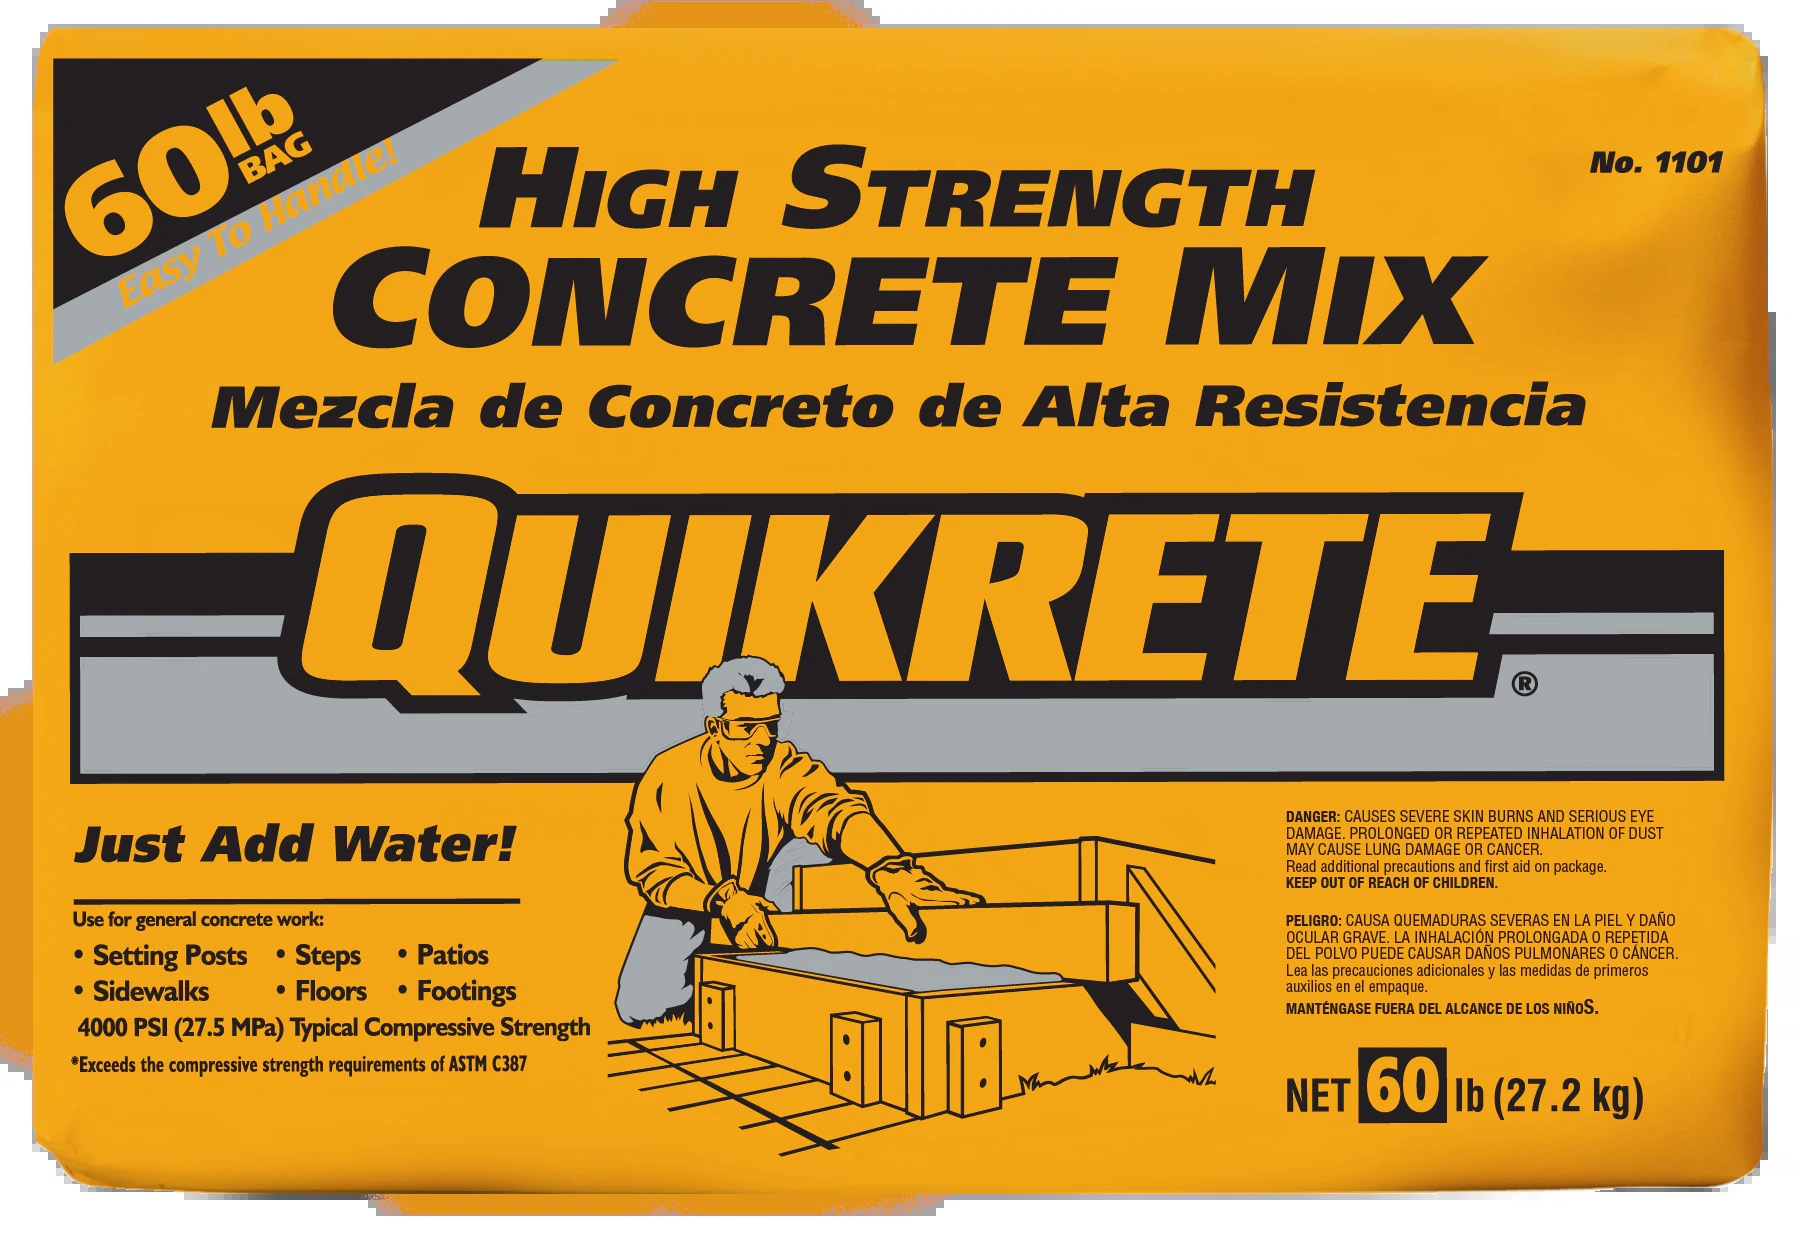 60lb
BAG
Easy To Handle!
HIGH STRENGTH
No. 1101
CONCRETE MIX
Mezcla de Concreto de Alta Resistencia
QUIKRETE
®
Just Add Water!
Use for general concrete work:
• Setting Posts • Steps • Patios
• Sidewalks • Floors • Footings
4000 PSI (27.5 MPa) Typical Compressive Strength
*Exceeds the compressive strength requirements of ASTM C387
DANGER: CAUSES SEVERE SKIN BURNS AND SERIOUS EYE
DAMAGE. PROLONGED OR REPEATED INHALATION OF DUST
MAY CAUSE LUNG DAMAGE OR CANCER.
Read additional precautions and first aid on package.
KEEP OUT OF REACH OF CHILDREN.
PELIGRO: CAUSA QUEMADURAS SEVERAS EN LA PIEL Y DAÑO
OCULAR GRAVE. LA INHALACIÓN PROLONGADA O REPETIDA
DEL POLVO PUEDE CAUSAR DAÑOS PULMONARES O CÁNCER.
Lea las precauciones adicionales y las medidas de primeros
auxilios en el empaque.
MANTÉNGASE FUERA DEL ALCANCE DE LOS NIÑOS.
NET 60 lb (27.2 kg)